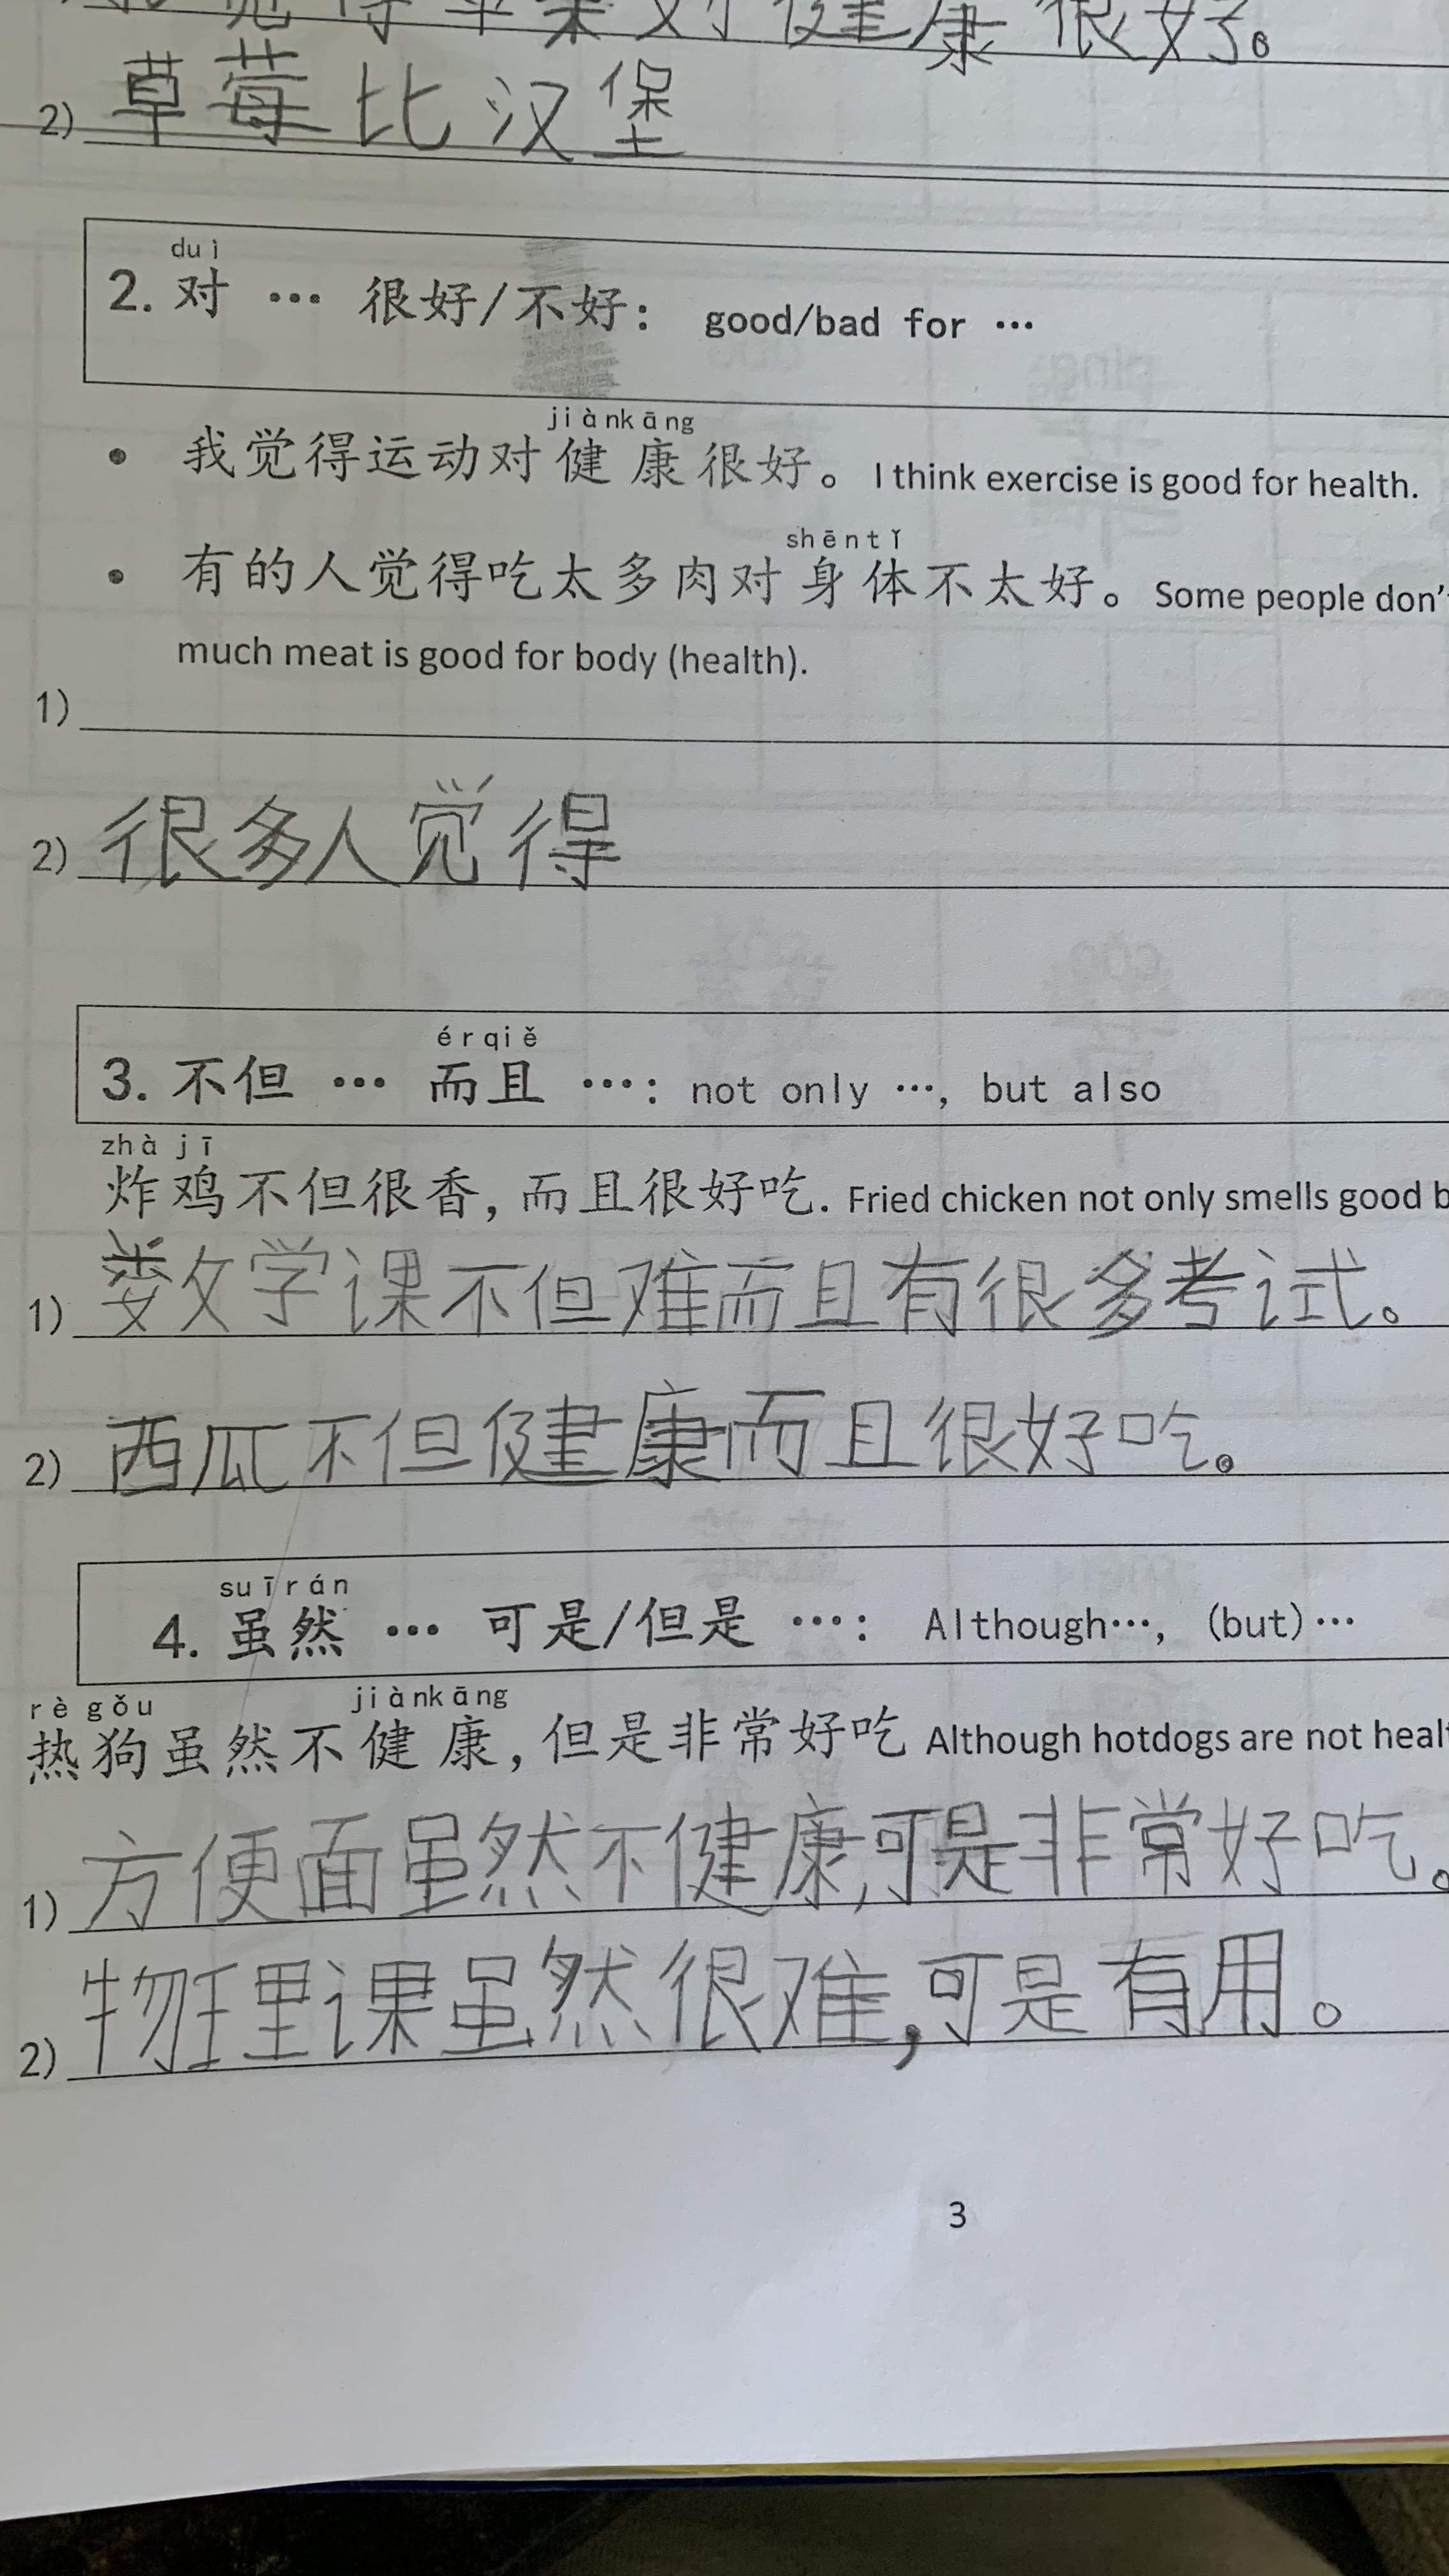 觉得苹果对健康很好。
2) 草莓比汉堡
duì
2. 对 … 很好/不好： good/bad for …
jiànkāng
• 我觉得运动对健康很好。I think exercise is good for health.
shēntǐ
• 有的人觉得吃太多肉对身体不太好。Some people don't
much meat is good for body (health).
1)
2) 很多人觉得
érqiě
3. 不但 … 而且 …： not only …, but also
zhà jī
炸鸡不但很香，而且很好吃. Fried chicken not only smells good b
1) 数学课不但难而且有很多考试。
2) 西瓜不但健康而且很好吃。
suīrán
4. 虽然 … 可是/但是 …： Although…, (but)…
rè gǒu jiànkāng
热狗虽然不健康，但是非常好吃 Although hotdogs are not heal
1) 方便面虽然不健康,可是非常好吃。
2) 物理课虽然很难,可是有用。
3